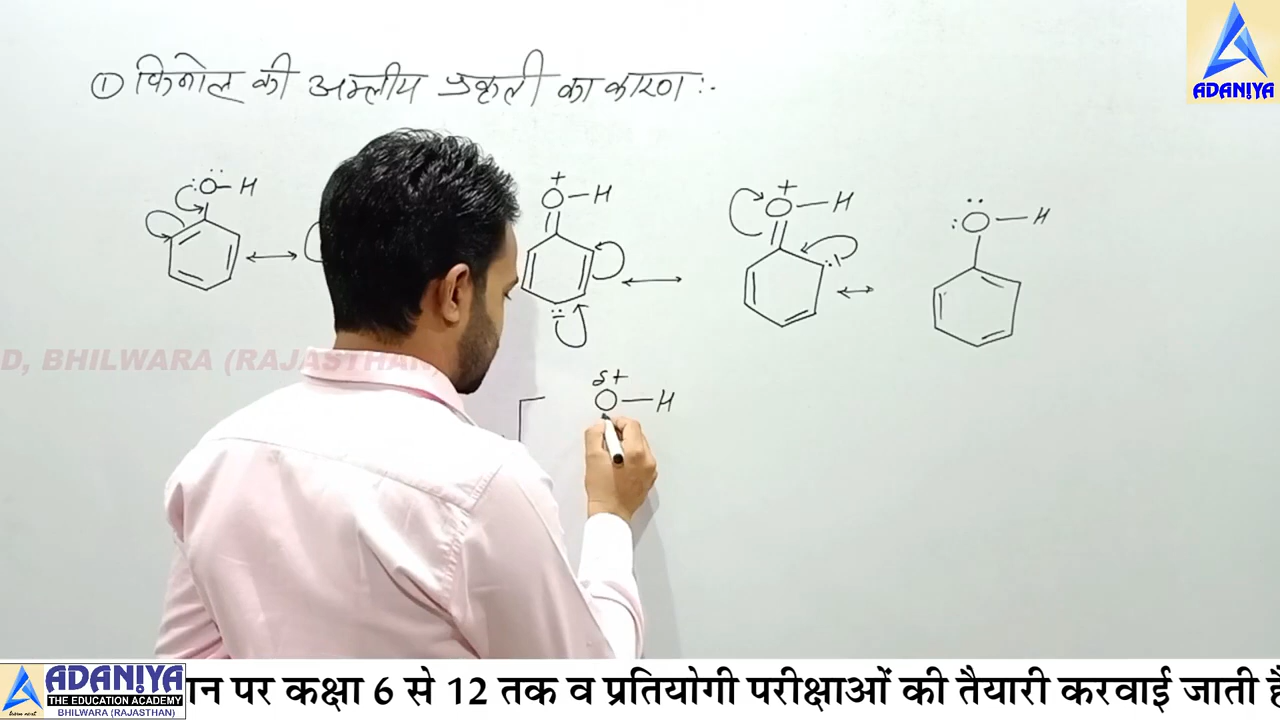 ① फिनोल की अम्लीय प्रकृती का कारण :-
ADANIYA
:Ö-H
+
O-H
+
O-H
:Ö-H
δ+
O-H
D, BHILWARA (RAJASTHAN)
ADANIYA
THE EDUCATION ACADEMY
BHILWARA (RAJASTHAN)
पर कक्षा 6 से 12 तक व प्रतियोगी परीक्षाओं की तैयारी करवाई जाती है